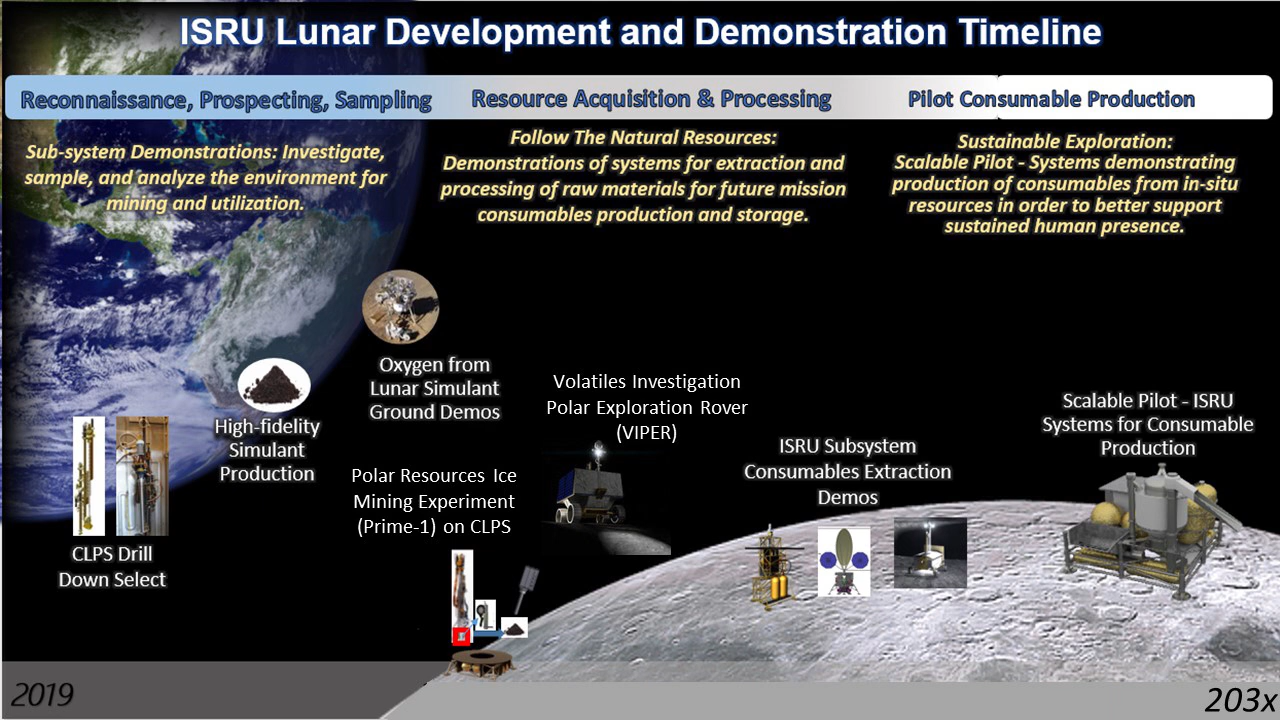 ISRU Lunar Development and Demonstration Timeline
Reconnaissance, Prospecting, Sampling
Resource Acquisition & Processing
Pilot Consumable Production
Sub-system Demonstrations: Investigate,
sample, and analyze the environment for
mining and utilization.
Follow The Natural Resources:
Demonstrations of systems for extraction and
processing of raw materials for future mission
consumables production and storage.
Sustainable Exploration:
Scalable Pilot - Systems demonstrating
production of consumables from in-situ
resources in order to better support
sustained human presence.
CLPS Drill
Down Select
High-fidelity
Simulant
Production
Oxygen from
Lunar Simulant
Ground Demos
Polar Resources Ice
Mining Experiment
(Prime-1) on CLPS
Volatiles Investigation
Polar Exploration Rover
(VIPER)
ISRU Subsystem
Consumables Extraction
Demos
Scalable Pilot - ISRU
Systems for Consumable
Production
2019
203x